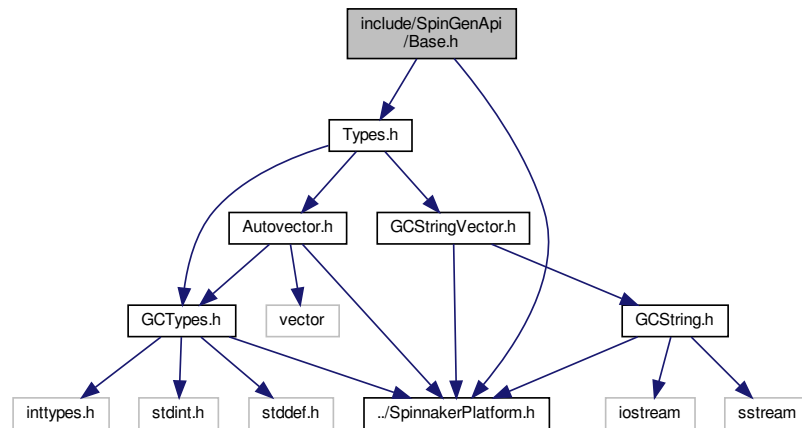 include/SpinGenApi
/Base.h
Types.h
Autovector.h
GCStringVector.h
GCTypes.h
vector
GCString.h
inttypes.h
stdint.h
stddef.h
../SpinnakerPlatform.h
iostream
sstream